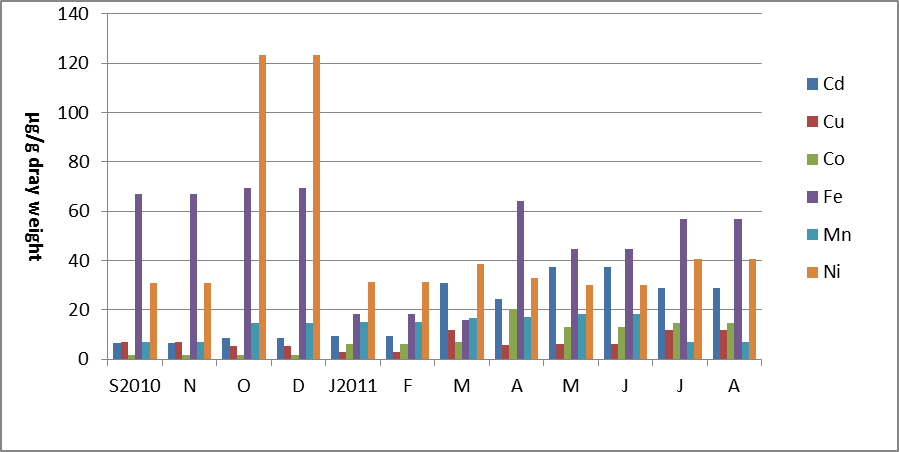 140
120
100
80
60
40
20
0
µg/g dray weight
S2010 N O D J2011 F M A M J J A
Cd
Cu
Co
Fe
Mn
Ni